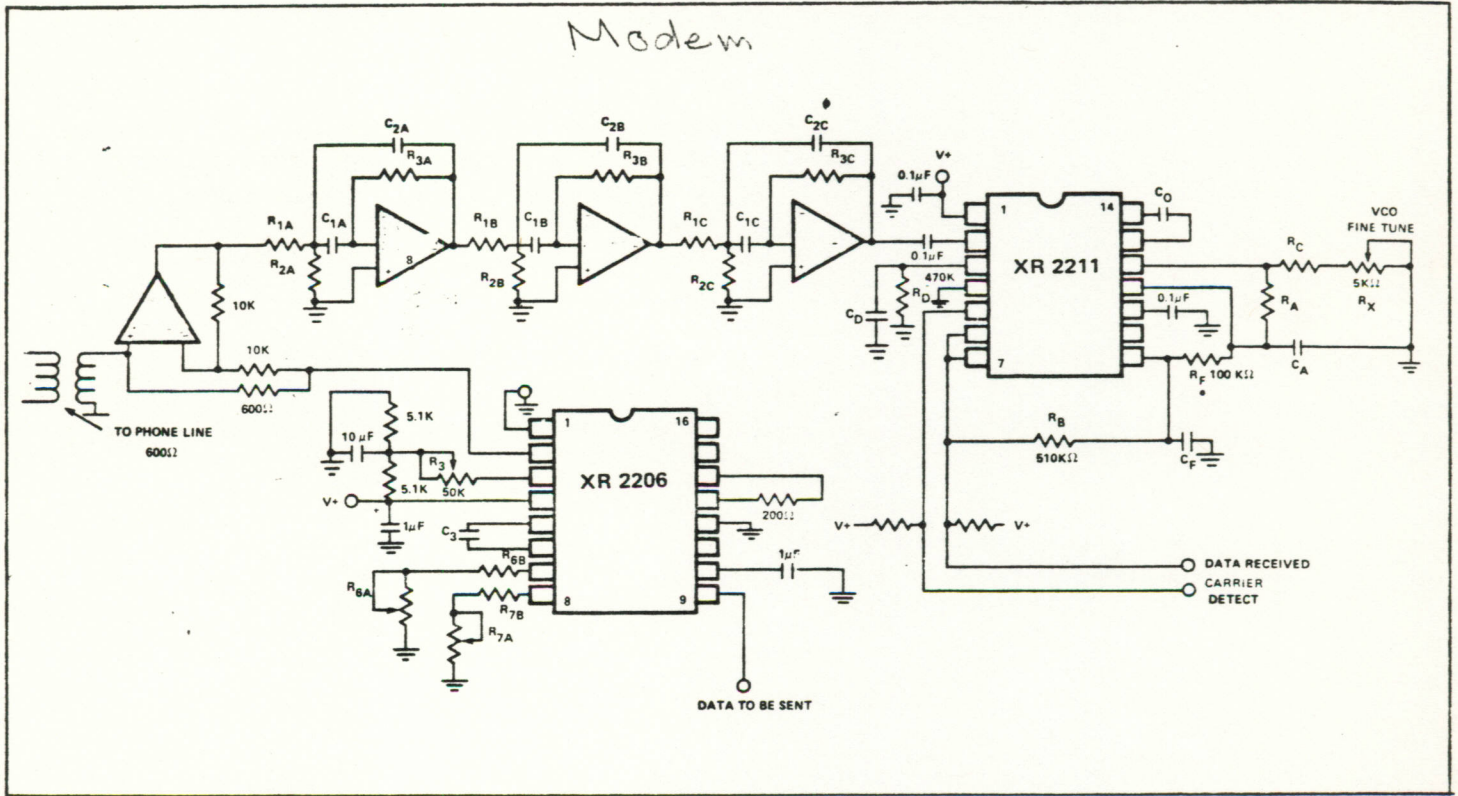 Modem
C2A
R3A
R1A
C1A
R2A
8
C2B
R3B
R1B
C1B
R2B
C2C
R3C
R1C
C1C
R2C
V+
0.1µF
0.1µF
470K
RD
CD
1
14
XR 2211
7
CO
VCO
FINE TUNE
RC
5KΩ
RX
RA
0.1µF
CA
RF
100 KΩ
RB
510KΩ
CF
10K
10K
600Ω
TO PHONE LINE
600Ω
5.1K
10 µF
R3
50K
5.1K
V+
1µF
C3
R6B
R6A
R7B
R7A
1
16
XR 2206
8
9
200Ω
1µF
DATA TO BE SENT
V+
V+
DATA RECEIVED
CARRIER
DETECT